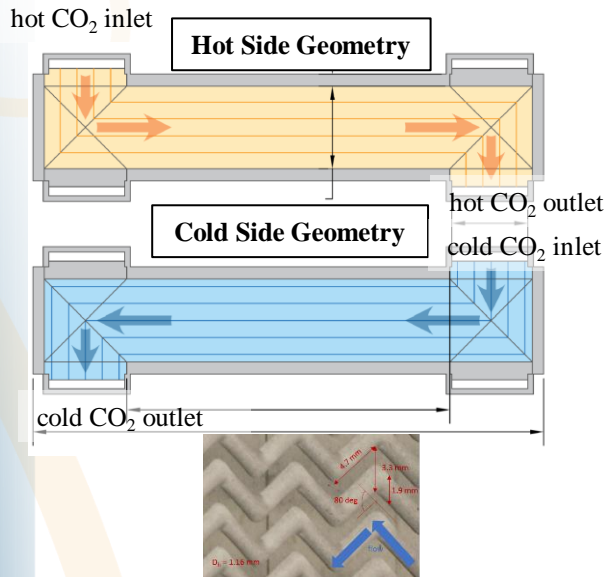 hot CO₂ inlet
Hot Side Geometry
hot CO₂ outlet
Cold Side Geometry
cold CO₂ inlet
cold CO₂ outlet
4.7 mm
3.3 mm
1.9 mm
80 deg
flow
Dₕ = 1.16 mm